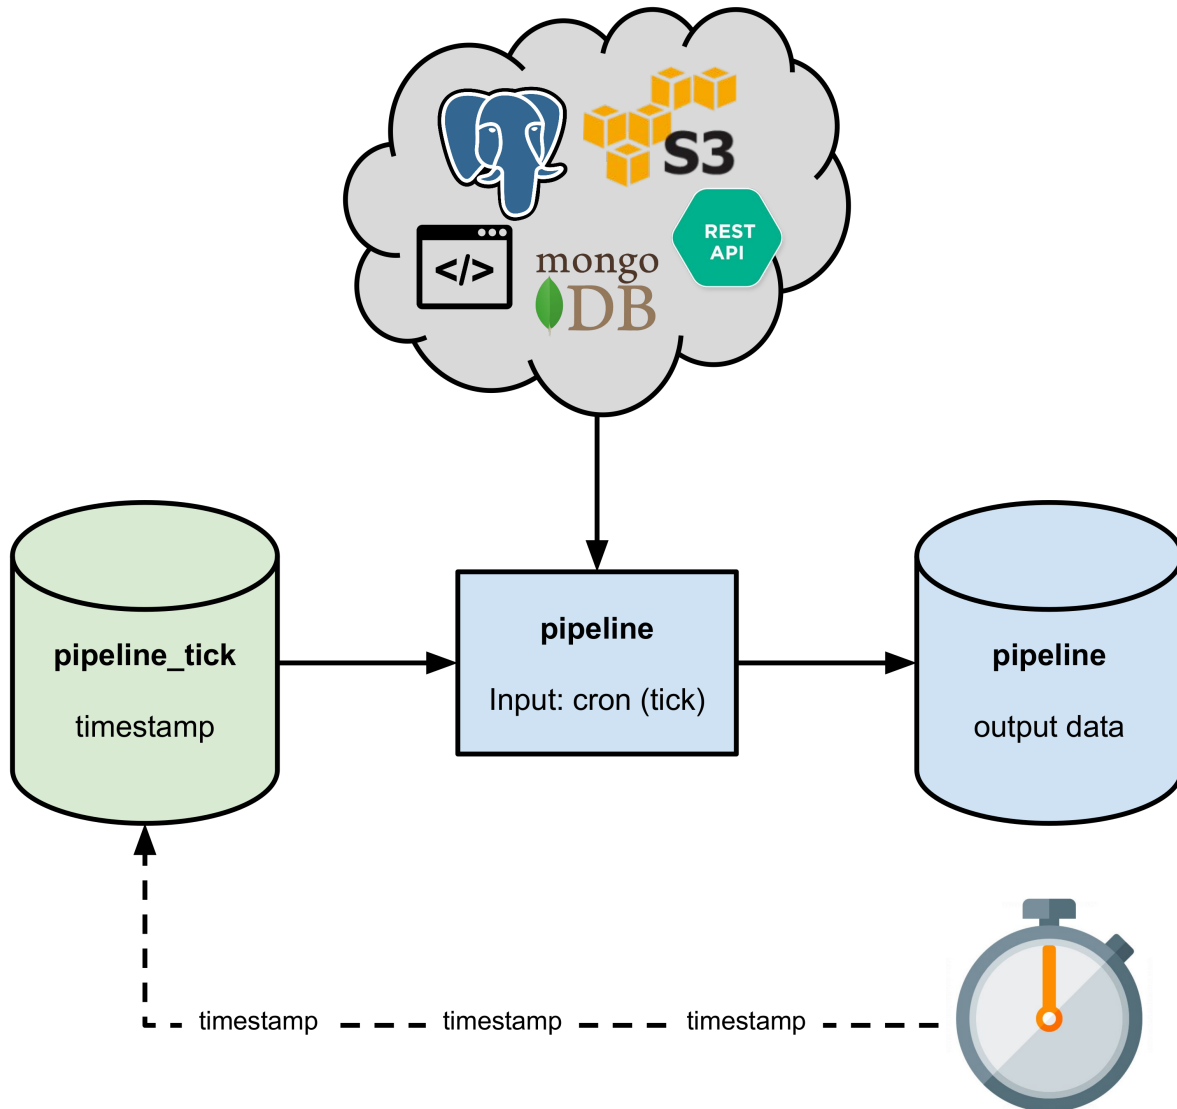 S3
REST
API
</>
mongo
DB
pipeline_tick
timestamp
pipeline
Input: cron (tick)
pipeline
output data
timestamp timestamp timestamp